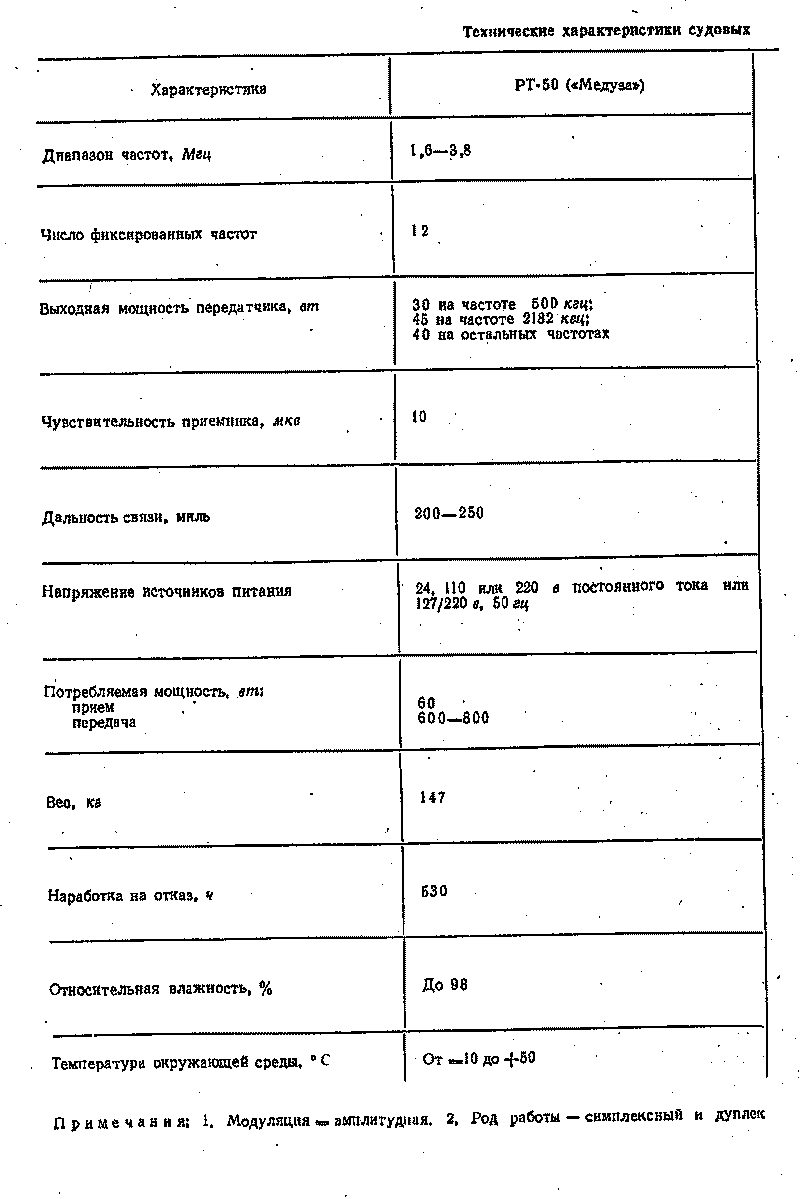 Технические характеристики судовых
Характеристика
РТ-50 («Медуза»)
Диапазон частот, Мгц
1,6—3,8
Число фиксированных частот
12
Выходная мощность передатчика, вт
30 на частоте 500 кгц;
45 на частоте 2182 кгц;
40 на остальных частотах
Чувствительность приемника, мкв
10
Дальность связи, миль
200—250
Напряжение источников питания
24, 110 или 220 в постоянного тока или
127/220 в, 50 гц
Потребляемая мощность, вт:
прием
60
передача
600—800
Вес, кг
147
Наработка на отказ, ч
530
Относительная влажность, %
До 98
Температура окружающей среды, °С
От —10 до +50
Примечания: 1. Модуляция — амплитудная. 2. Род работы — симплексный и дуплек